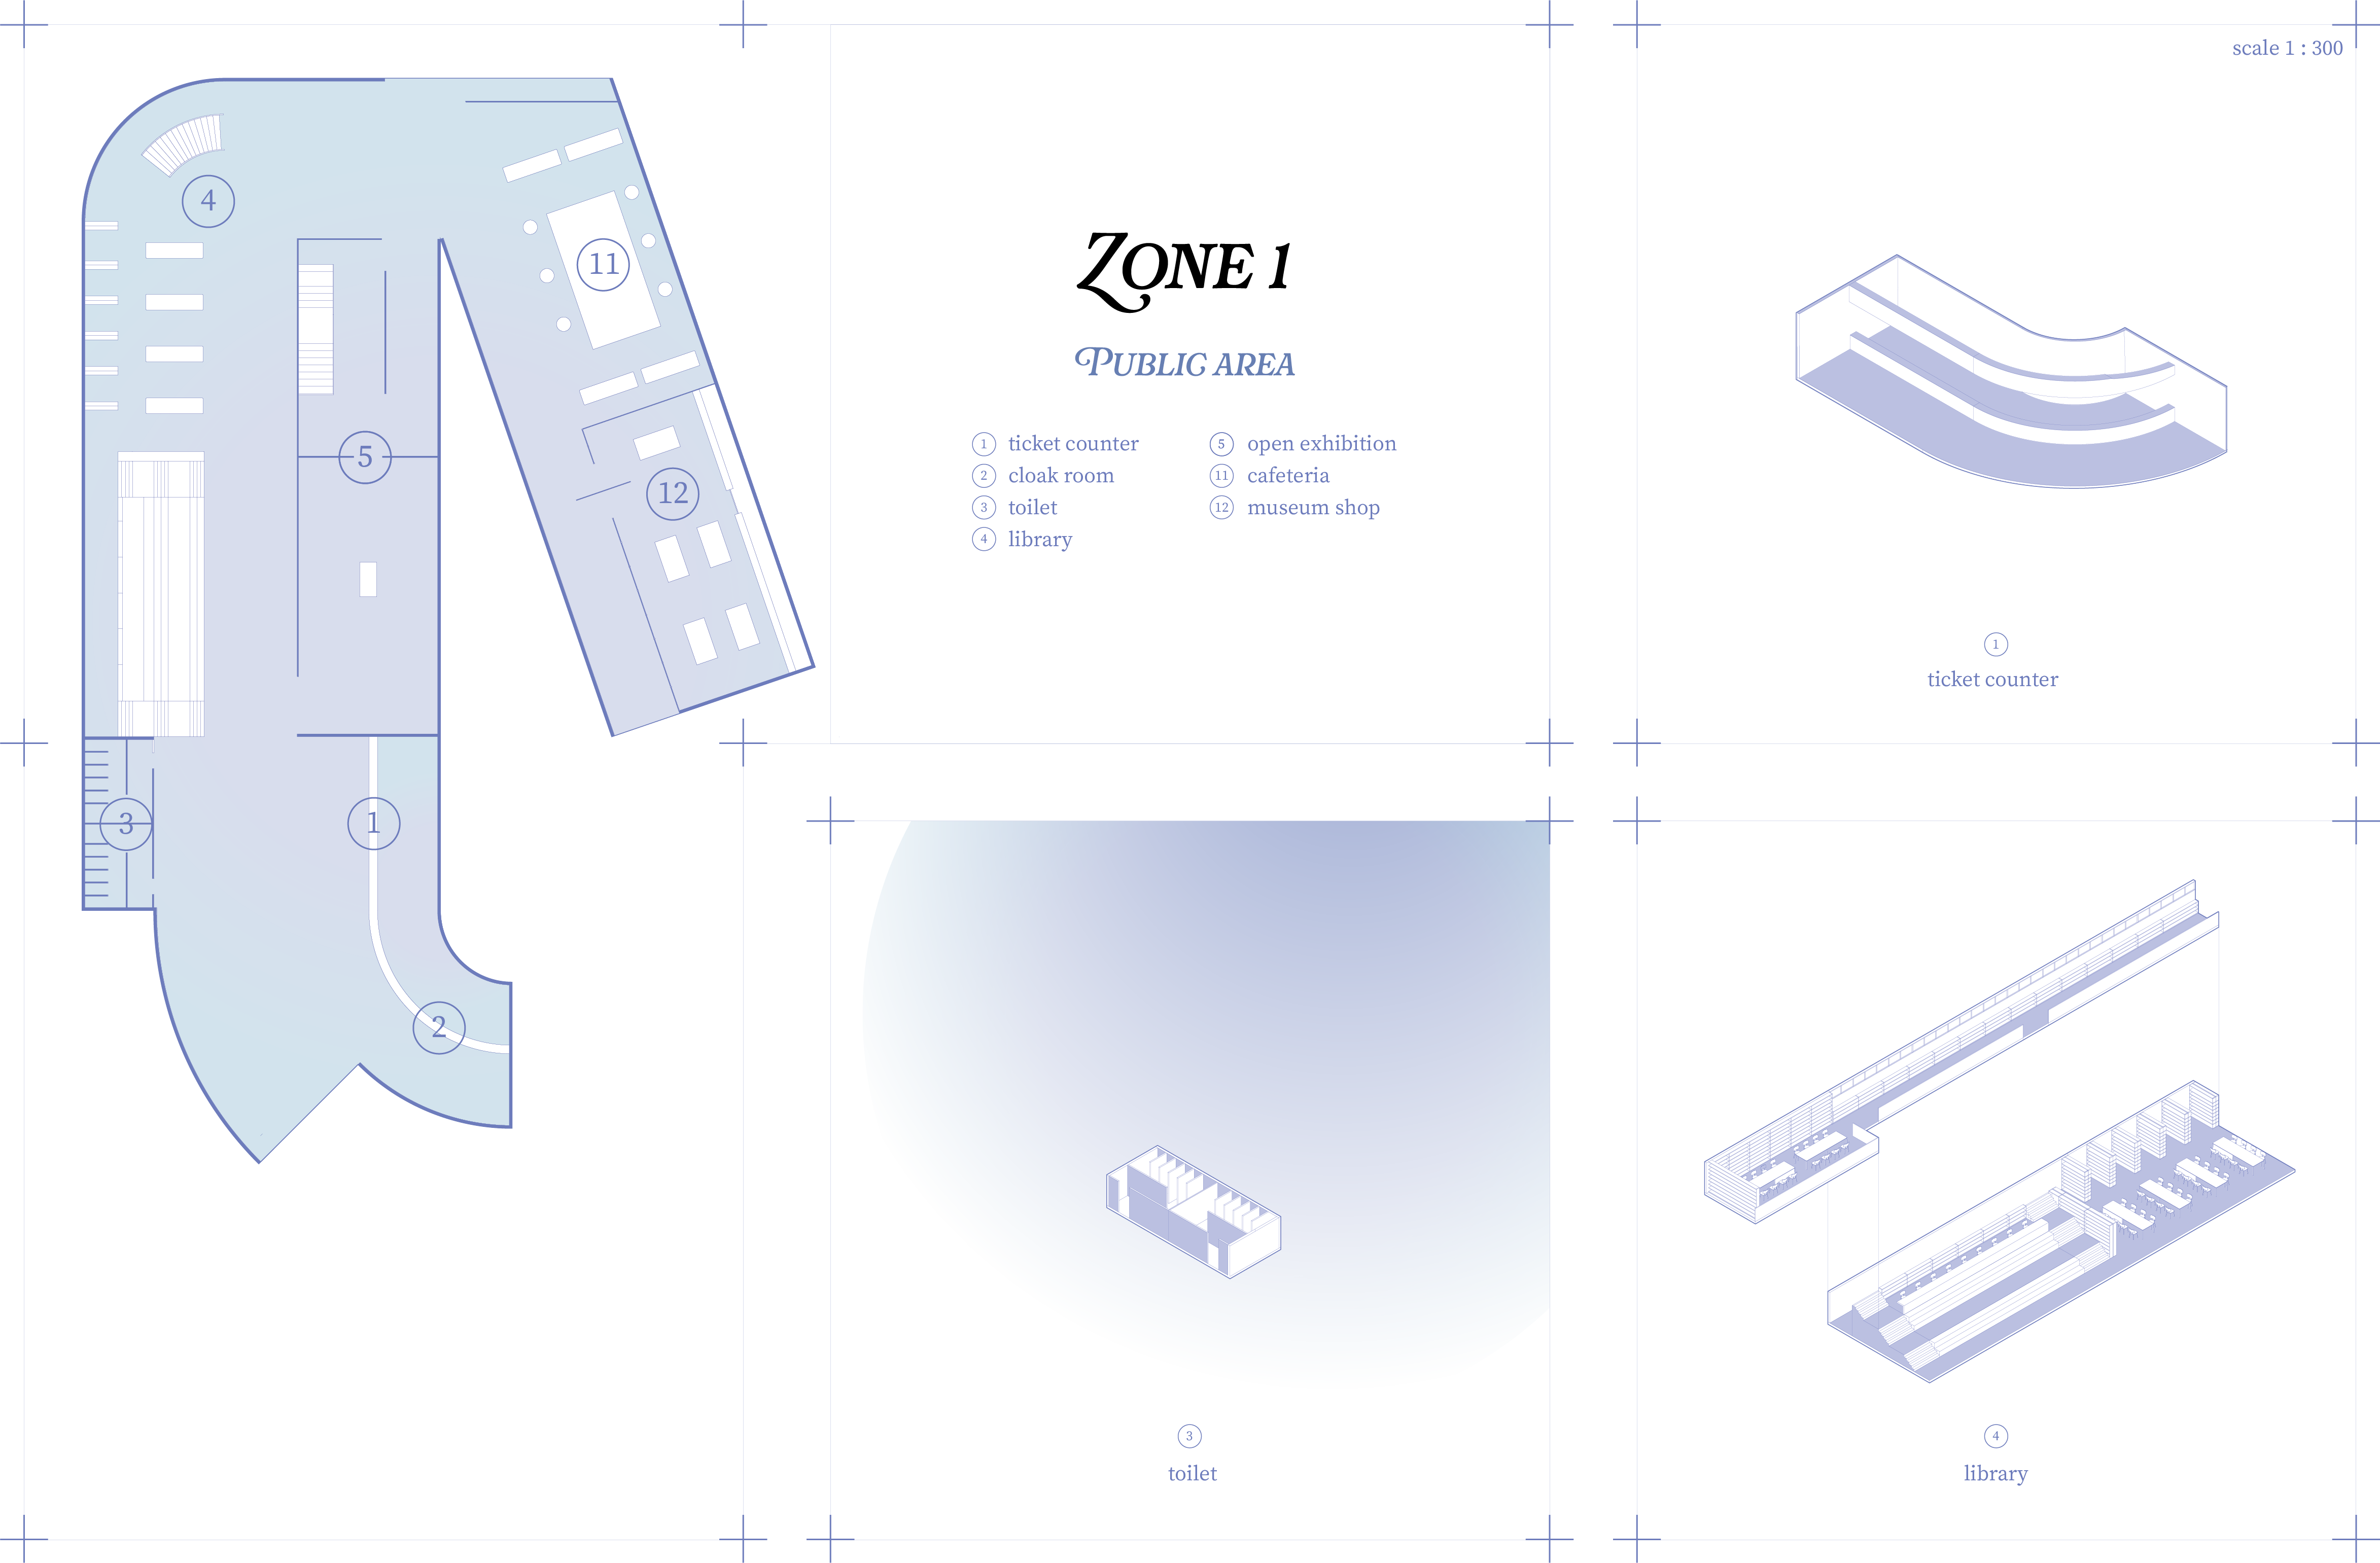 scale 1 : 300
4
11
5
12
3
1
2
ZONE 1
PUBLIC AREA
1 ticket counter
2 cloak room
3 toilet
4 library
5 open exhibition
11 cafeteria
12 museum shop
1
ticket counter
3
toilet
4
library